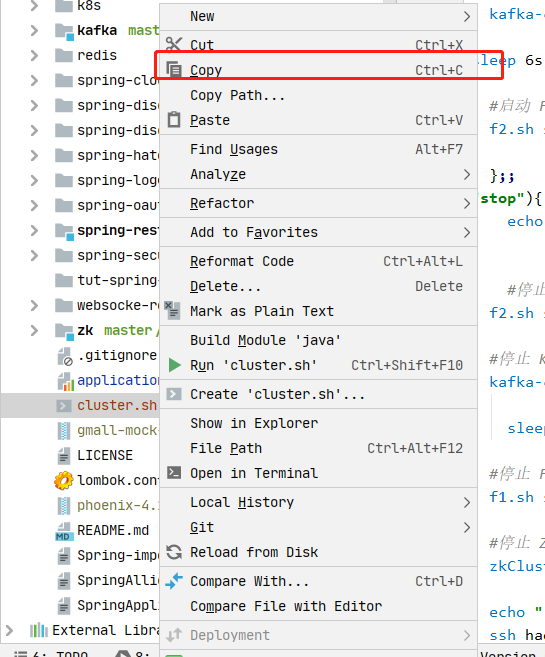 k8s
kafka master
redis
spring-clo
spring-dis
spring-dis
spring-hat
spring-log
spring-oau
spring-res
spring-sec
tut-spring-
websocke-re
zk master /
.gitignore
application
cluster.sh
gmall-mock-
LICENSE
lombok.con
phoenix-4.
README.md
Spring-imp
SpringAllic
SpringAppli
External Libra
6: TODO 8:
New
Cut Ctrl+X
Copy Ctrl+C
Copy Path...
Paste Ctrl+V
Find Usages Alt+F7
Analyze
Refactor
Add to Favorites
Reformat Code Ctrl+Alt+L
Delete... Delete
Mark as Plain Text
Build Module 'java'
Run 'cluster.sh' Ctrl+Shift+F10
Create 'cluster.sh'...
Show in Explorer
File Path Ctrl+Alt+F12
Open in Terminal
Local History
Git
Reload from Disk
Compare With... Ctrl+D
Compare File with Editor
Deployment
kafka-
leep 6s
#启动
f2.sh s
};;
stop"){
echo
#停止
f2.sh s
#停止 K
kafka-
sleep
#停止 F
f1.sh s
#停止 Z
zkClus
echo "
ssh had
Version